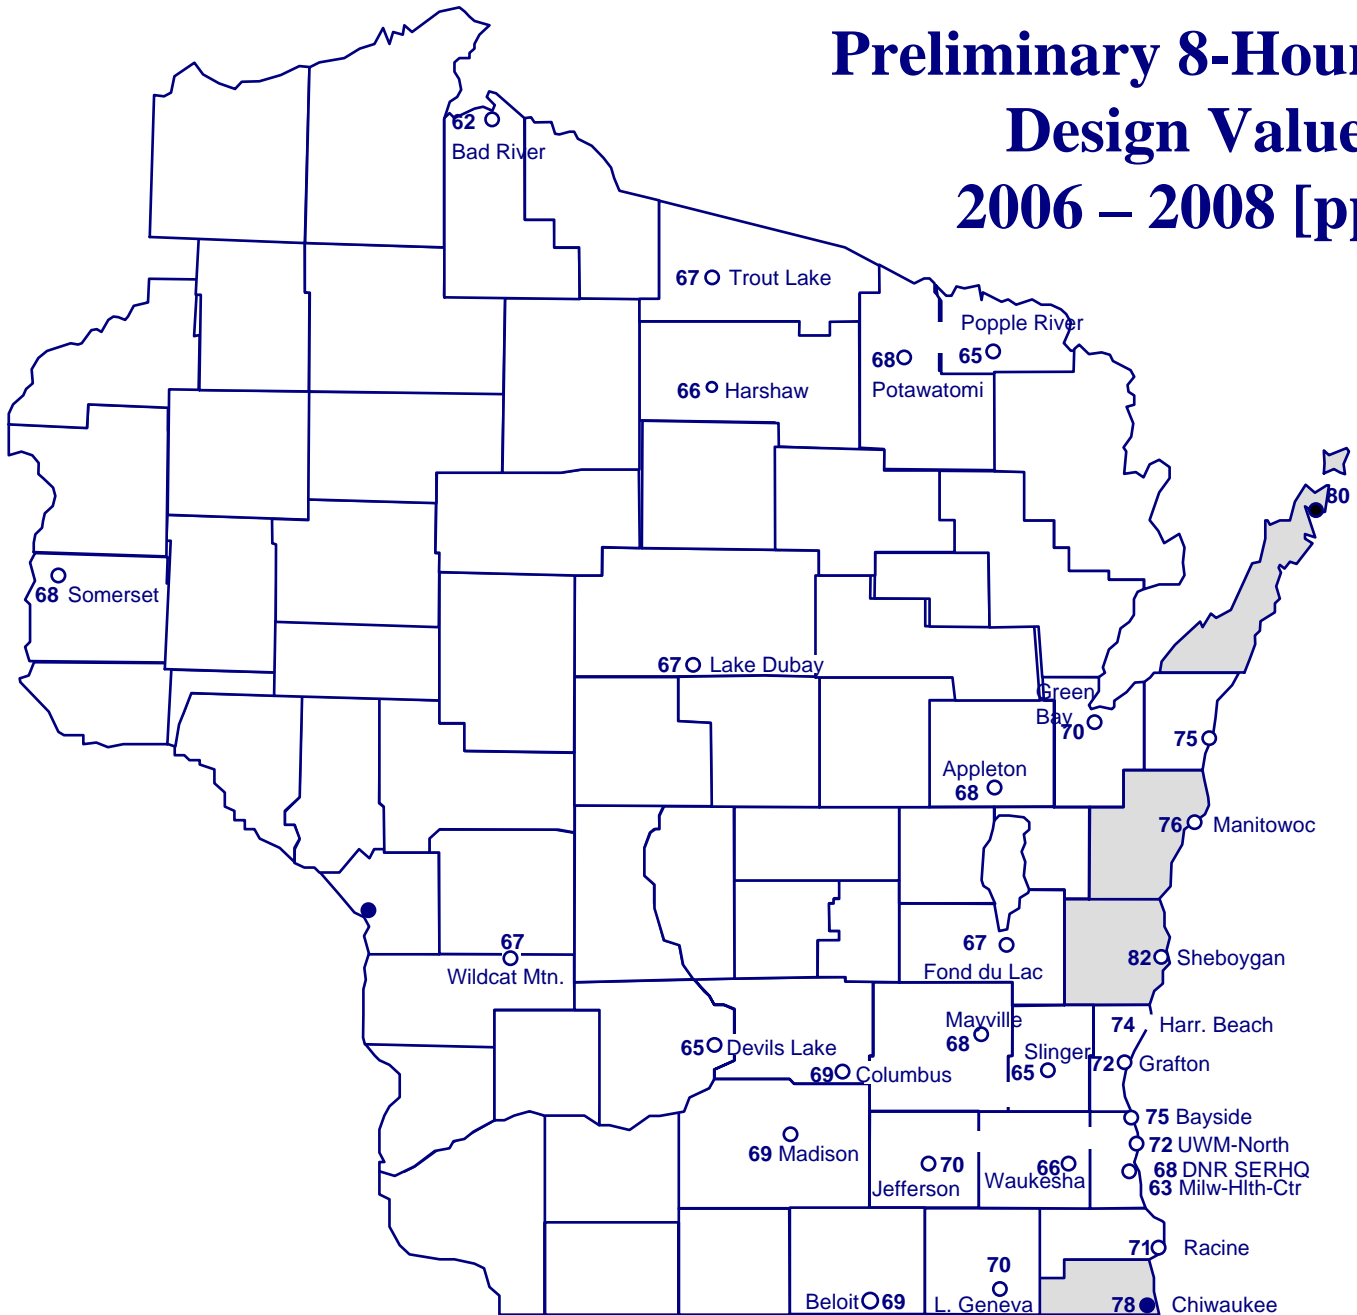 Preliminary 8-Hour
Design Value
2006 – 2008 [pp
62
Bad River
67 Trout Lake
Popple River
68
65
Potawatomi
66 Harshaw
80
68 Somerset
67 Lake Dubay
Green
Bay
70
75
Appleton
68
76 Manitowoc
67
Wildcat Mtn.
67
Fond du Lac
82 Sheboygan
Mayville
68
74 Harr. Beach
65 Devils Lake
Slinger
65
72 Grafton
69 Columbus
75 Bayside
69 Madison
72 UWM-North
70
Jefferson
66
Waukesha
68 DNR SERHQ
63 Milw-Hlth-Ctr
71 Racine
70
L. Geneva
Beloit 69
78 Chiwaukee